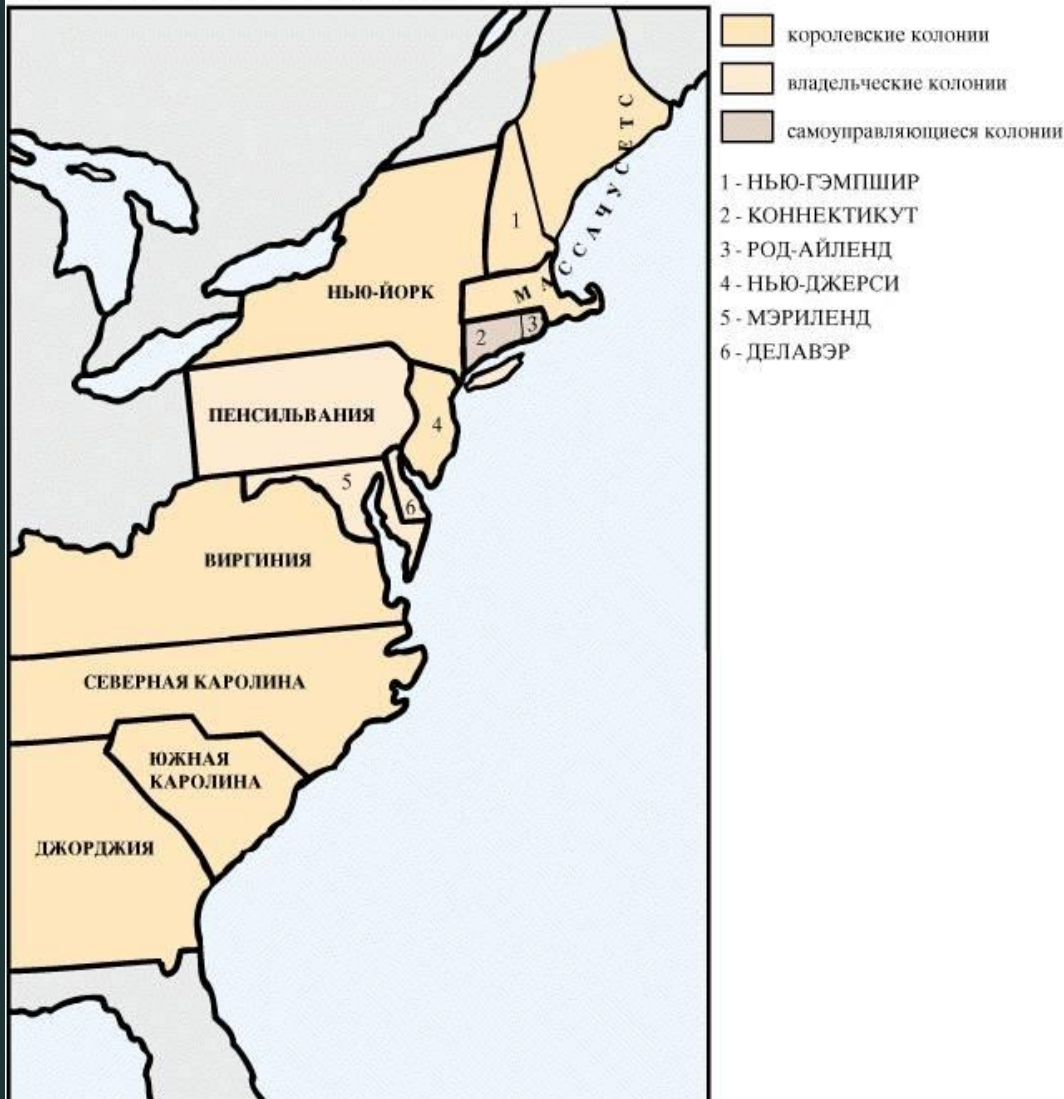 королевские колонии
владельческие колонии
самоуправляющиеся колонии
1 - НЬЮ-ГЭМПШИР
2 - КОННЕКТИКУТ
3 - РОД-АЙЛЕНД
4 - НЬЮ-ДЖЕРСИ
5 - МЭРИЛЕНД
6 - ДЕЛАВЭР
МАССАЧУСЕТС
1
НЬЮ-ЙОРК
2
3
ПЕНСИЛЬВАНИЯ
4
5
6
ВИРГИНИЯ
СЕВЕРНАЯ КАРОЛИНА
ЮЖНАЯ
КАРОЛИНА
ДЖОРДЖИЯ